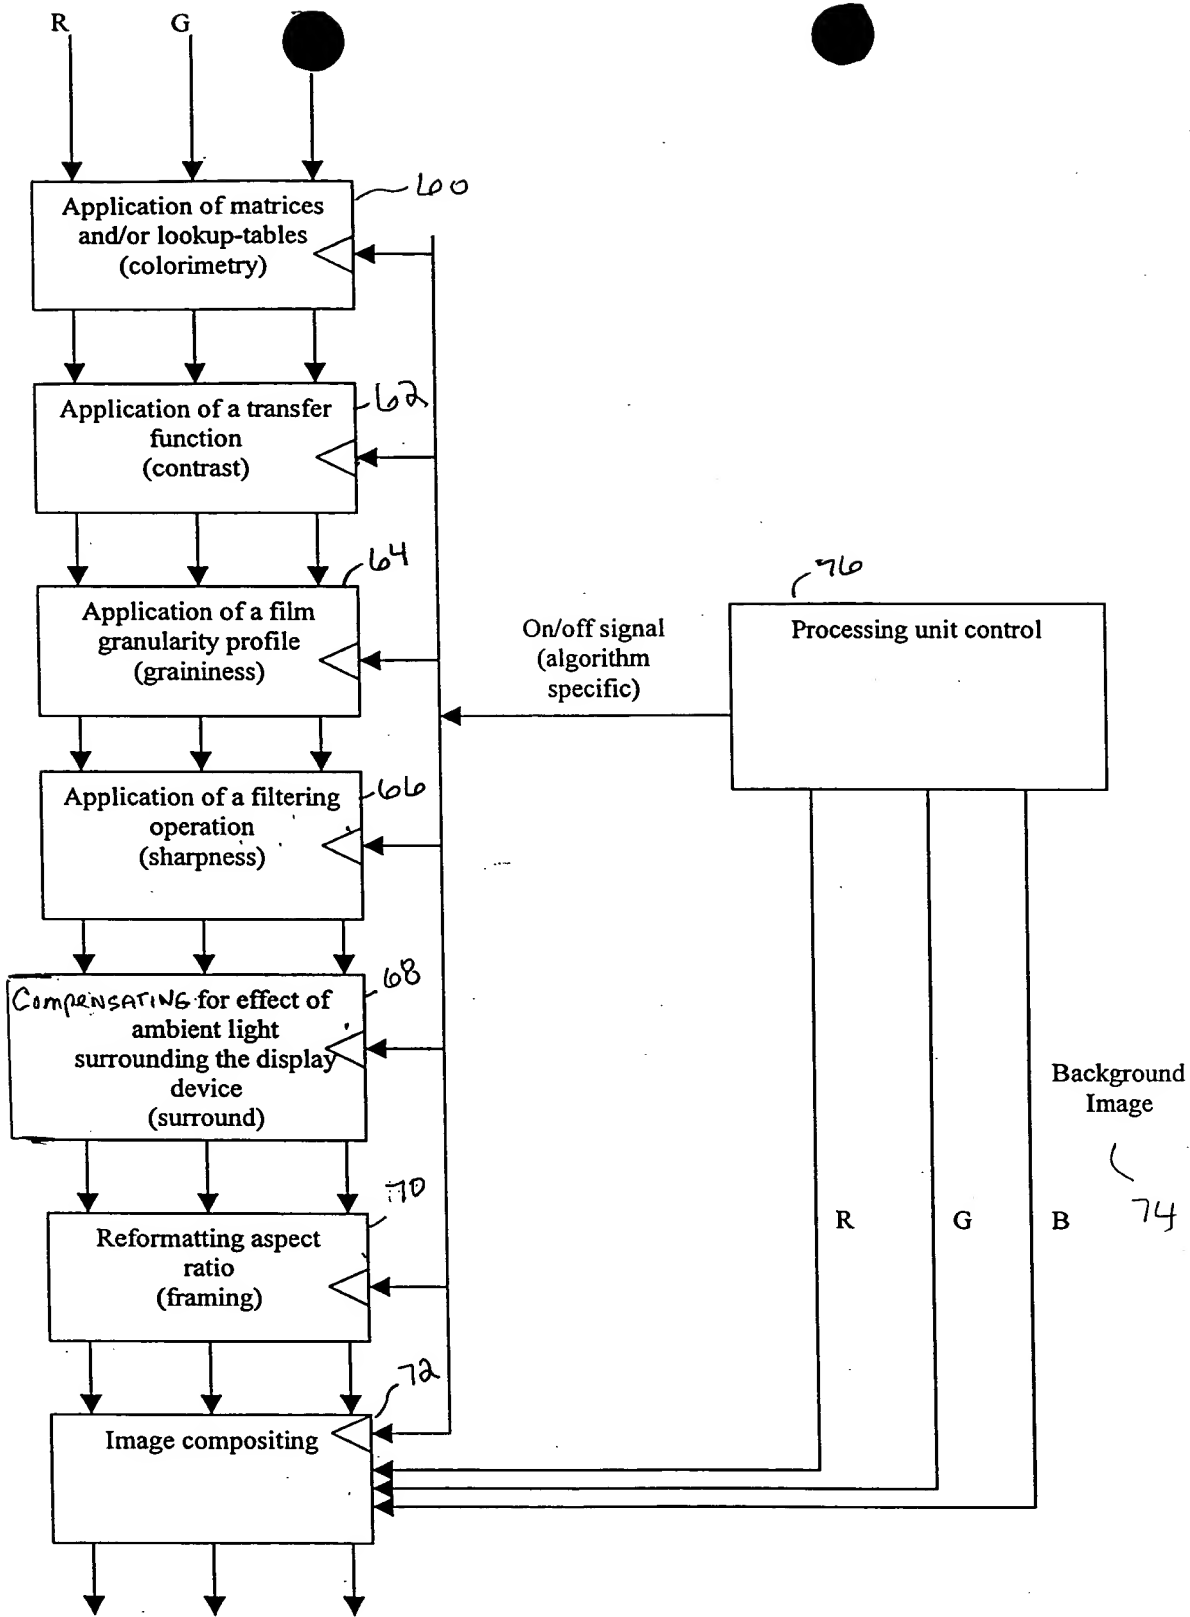 R G
60
Application of matrices
and/or lookup-tables
(colorimetry)
62
Application of a transfer
function
(contrast)
64
Application of a film
granularity profile
(graininess)
76
Processing unit control
On/off signal
(algorithm
specific)
66
Application of a filtering
operation
(sharpness)
68
COMPENSATING for effect of
ambient light
surrounding the display
device
(surround)
Background
Image
74
R G B
70
Reformatting aspect
ratio
(framing)
72
Image compositing